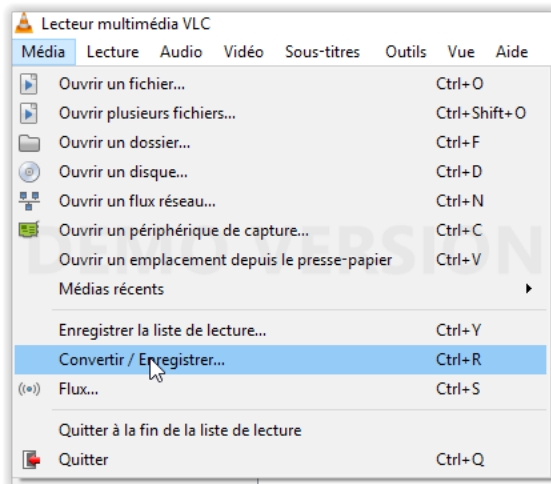 Lecteur multimédia VLC
Média Lecture Audio Vidéo Sous-titres Outils Vue Aide
Ouvrir un fichier... Ctrl+O
Ouvrir plusieurs fichiers... Ctrl+Shift+O
Ouvrir un dossier... Ctrl+F
Ouvrir un disque... Ctrl+D
Ouvrir un flux réseau... Ctrl+N
Ouvrir un périphérique de capture... Ctrl+C
DEMO VERSION
Ouvrir un emplacement depuis le presse-papier Ctrl+V
Médias récents
Enregistrer la liste de lecture... Ctrl+Y
Convertir / Enregistrer... Ctrl+R
Flux... Ctrl+S
Quitter à la fin de la liste de lecture
Quitter Ctrl+Q